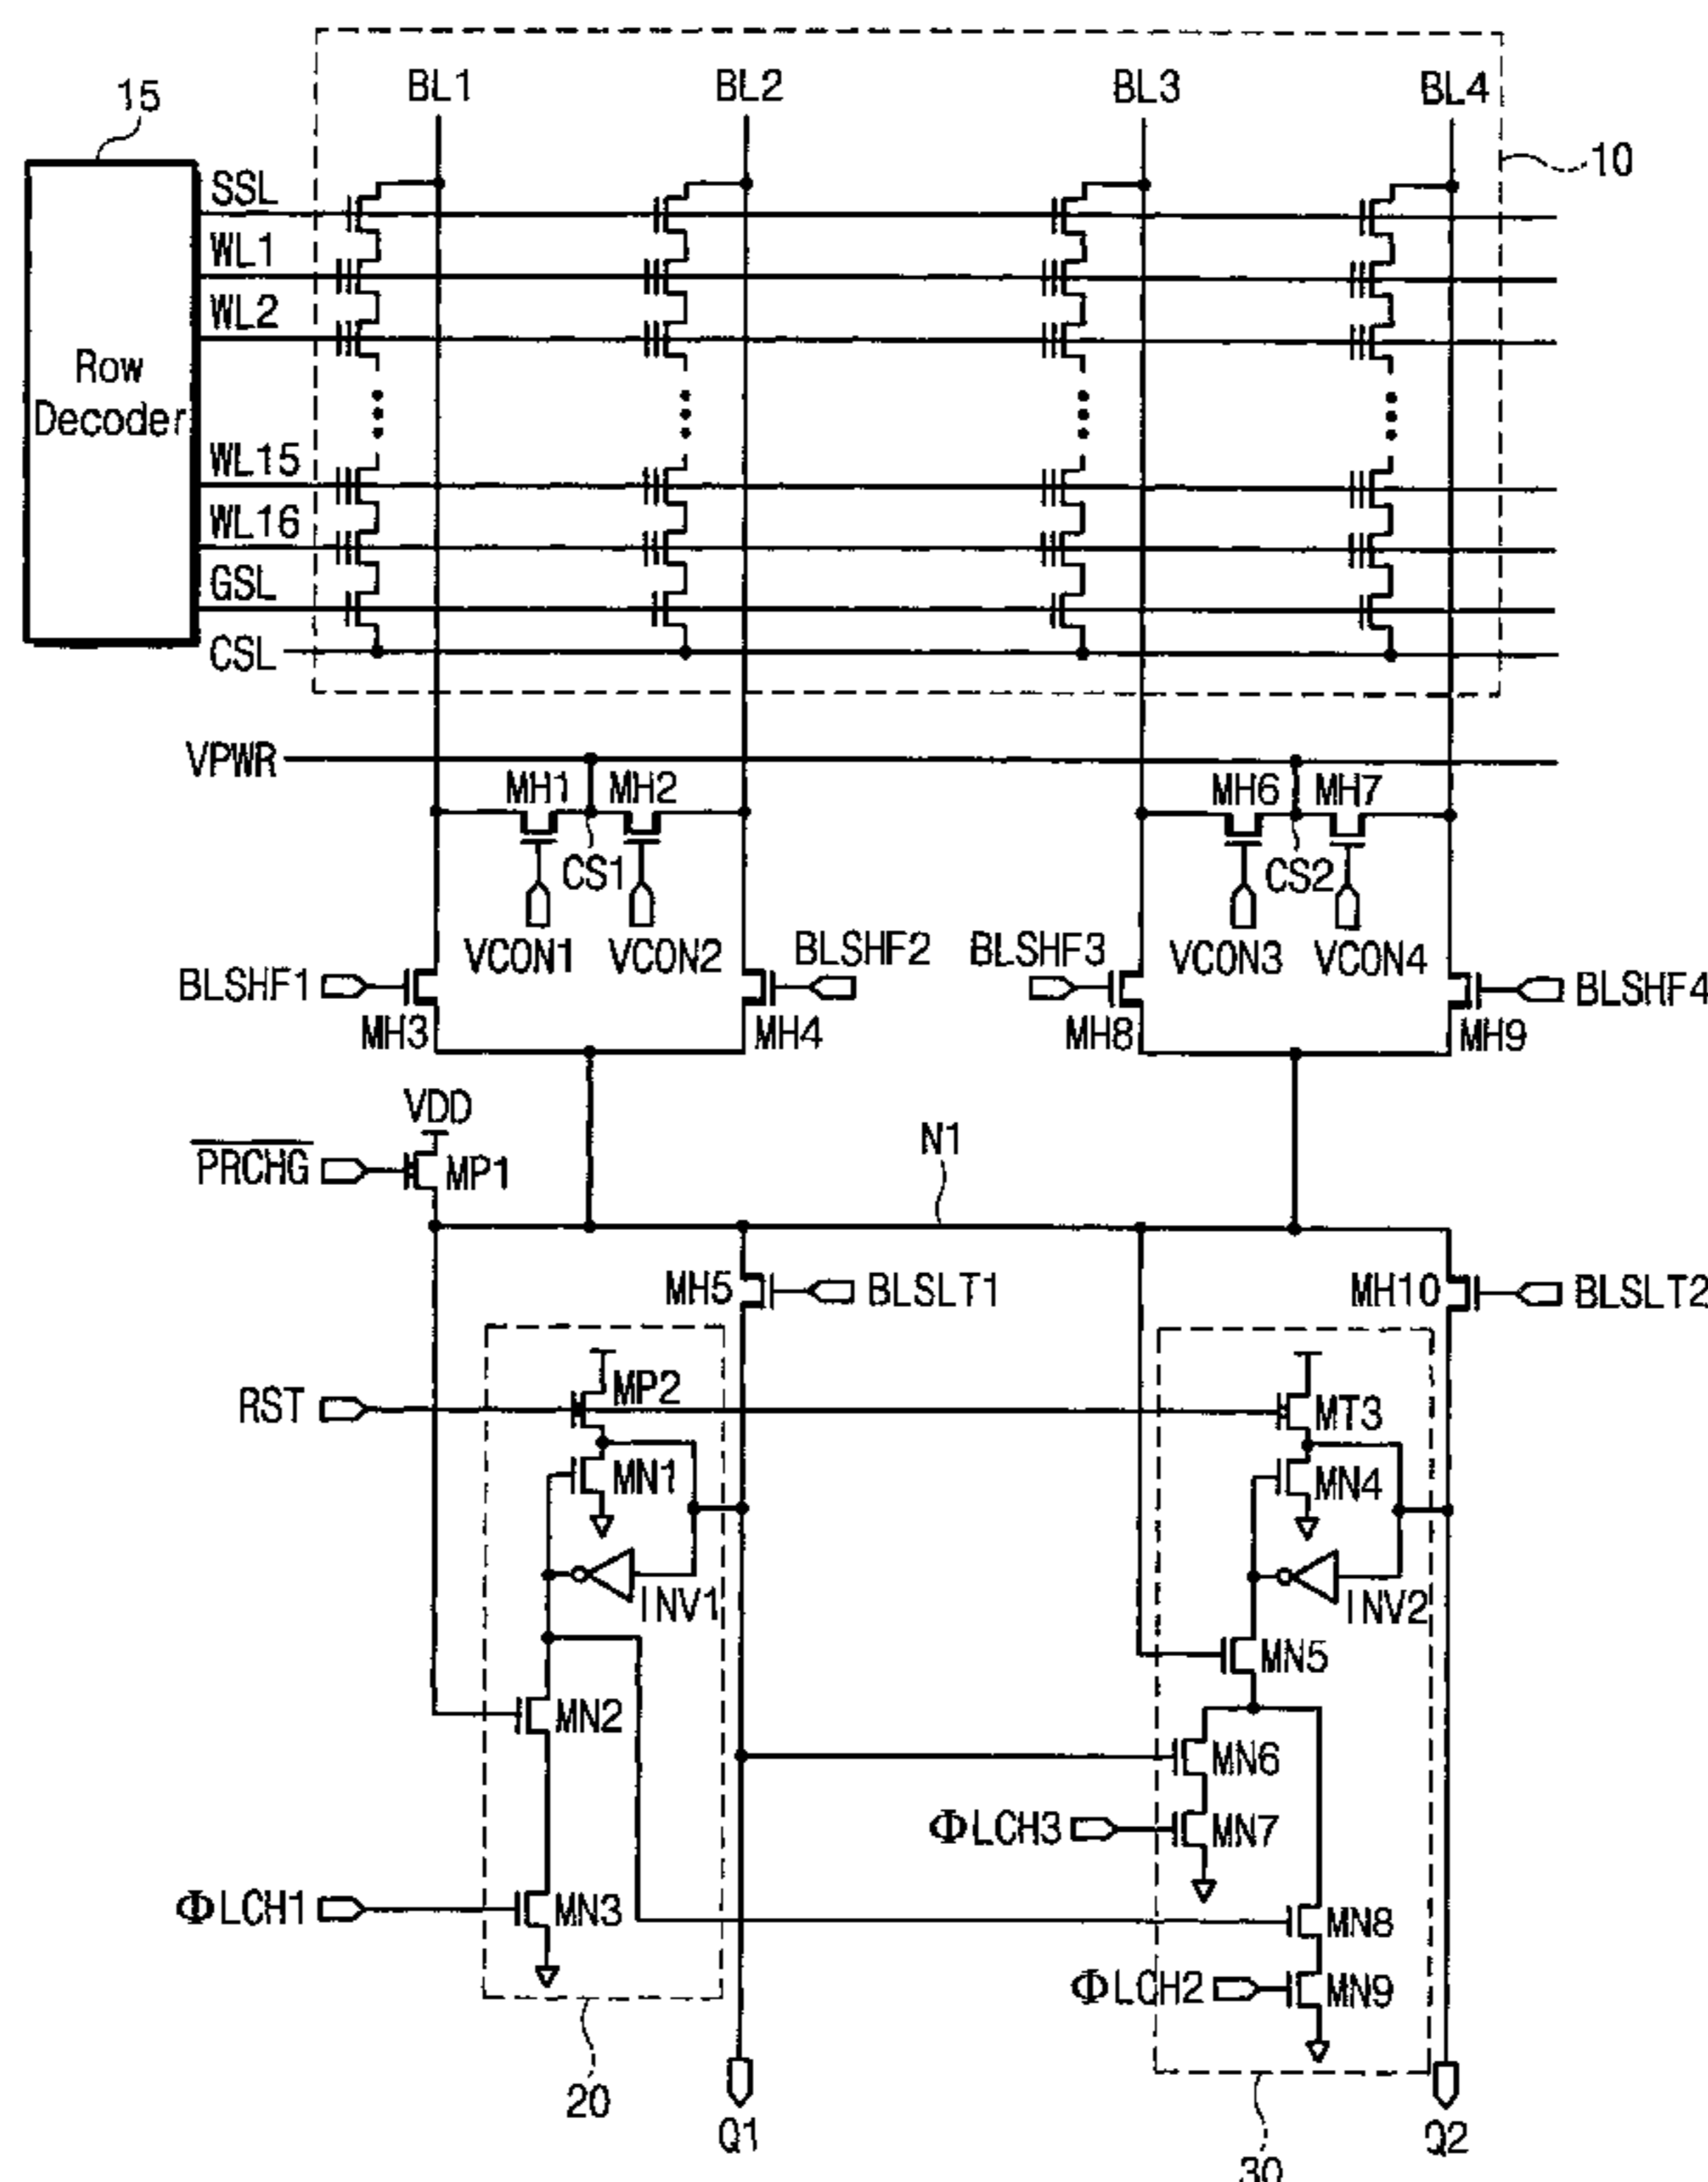 BL1 BL2 BL3 BL4
15
10
SSL
WL1
WL2
Row
Decoder
WL15
WL16
GSL
CSL
VPWR
MH1 MH2 MH6 MH7
CS1 CS2
VCON1 VCON2 VCON3 VCON4
BLSHF1 BLSHF2 BLSHF3 BLSHF4
MH3 MH4 MH8 MH9
VDD
PRCHG MP1
N1
MH5 BLSLT1 MH10 BLSLT2
RST MP2 MT3
MN1 MN4
INV1 INV2
MN5
MN2
MN6
ΦLCH3 MN7
ΦLCH1 MN3 MN8
ΦLCH2 MN9
20 30
Q1 Q2